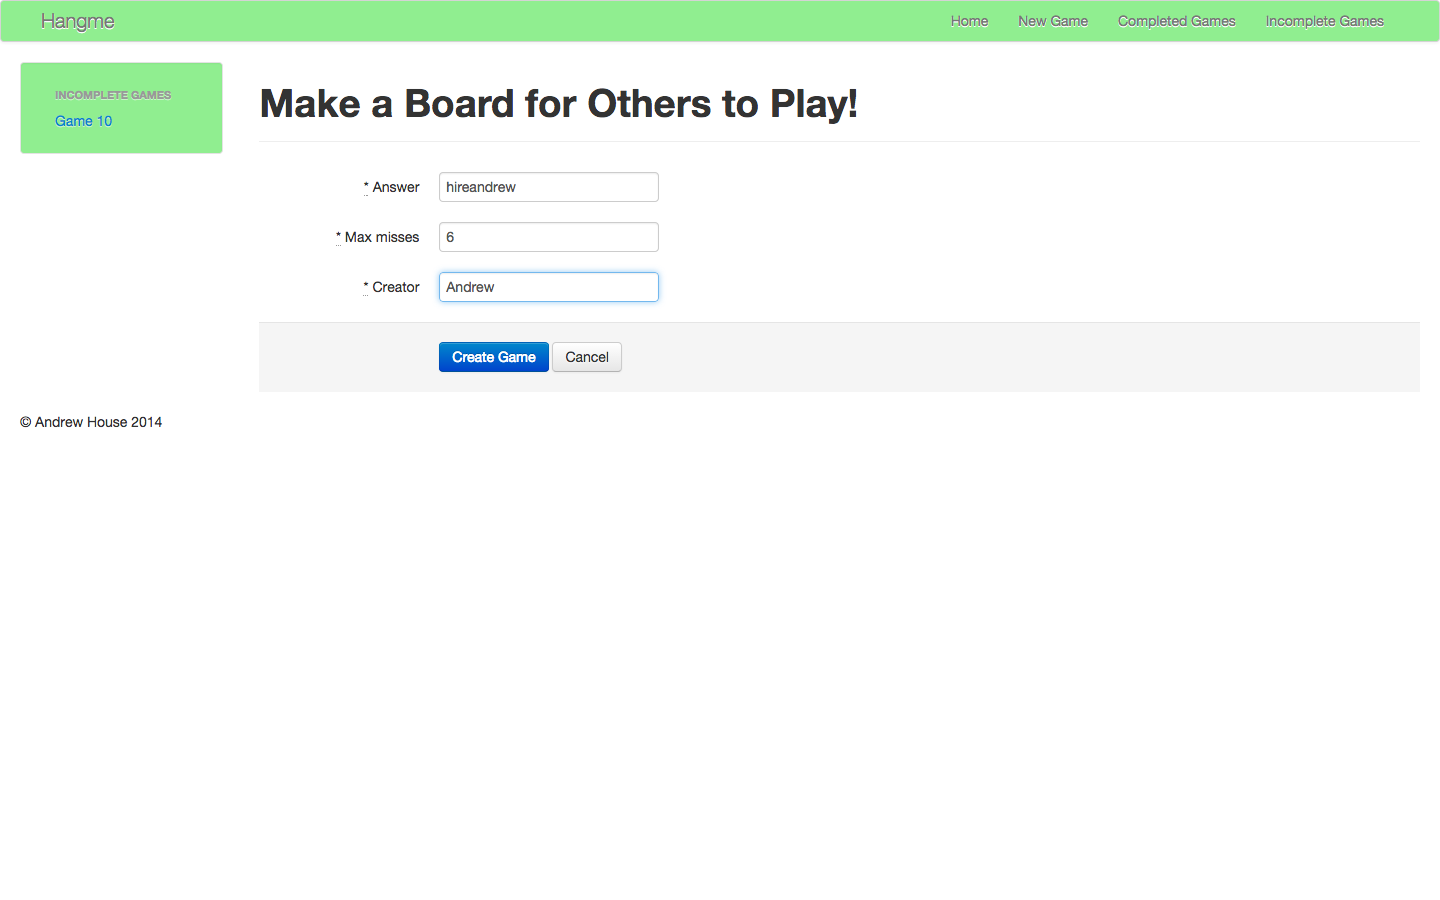 Hangme
Home New Game Completed Games Incomplete Games
INCOMPLETE GAMES
Game 10
Make a Board for Others to Play!
* Answer hireandrew
* Max misses 6
* Creator Andrew
Create Game Cancel
© Andrew House 2014